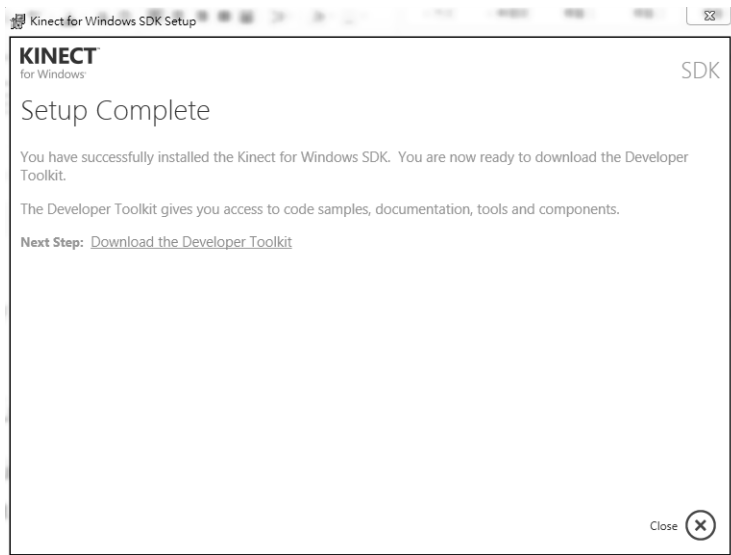 Kinect for Windows SDK Setup
KINECT™
for Windows®
SDK
Setup Complete
You have successfully installed the Kinect for Windows SDK. You are now ready to download the Developer
Toolkit.
The Developer Toolkit gives you access to code samples, documentation, tools and components.
Next Step: Download the Developer Toolkit
Close